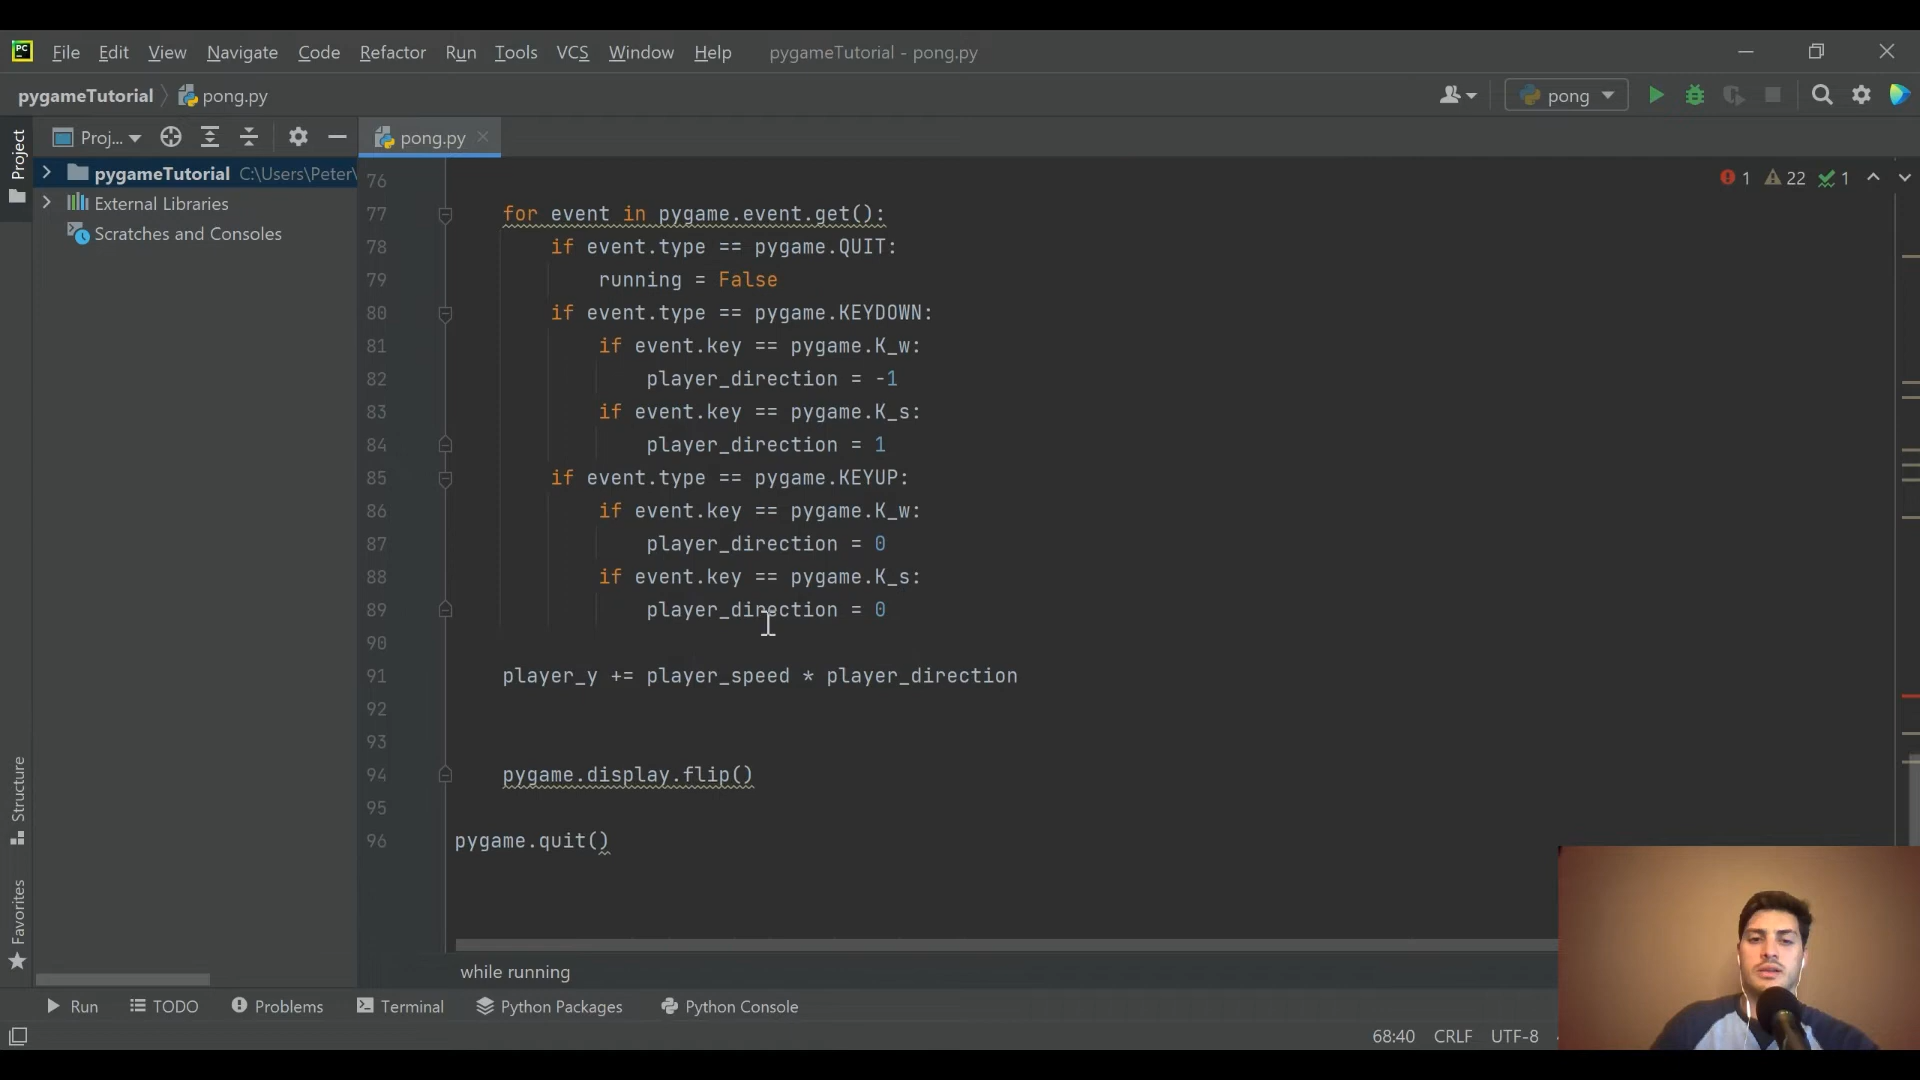 PC File Edit View Navigate Code Refactor Run Tools VCS Window Help pygameTutorial - pong.py
pygameTutorial pong.py pong
Project Proj... pong.py
pygameTutorial C:\Users\Peter\
External Libraries
Scratches and Consoles
1 22 1
76
77 for event in pygame.event.get():
78 if event.type == pygame.QUIT:
79 running = False
80 if event.type == pygame.KEYDOWN:
81 if event.key == pygame.K_w:
82 player_direction = -1
83 if event.key == pygame.K_s:
84 player_direction = 1
85 if event.type == pygame.KEYUP:
86 if event.key == pygame.K_w:
87 player_direction = 0
88 if event.key == pygame.K_s:
89 player_direction = 0
90
91 player_y += player_speed * player_direction
92
93
94 pygame.display.flip()
95
96 pygame.quit()
Structure
Favorites
while running
Run TODO Problems Terminal Python Packages Python Console
68:40 CRLF UTF-8